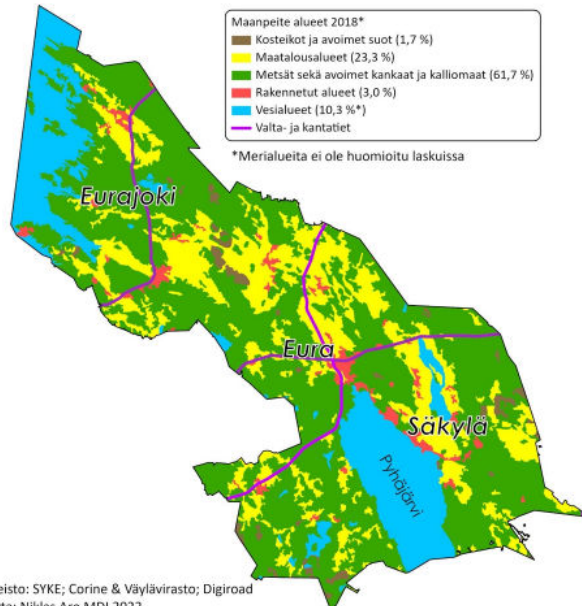 Maanpeite alueet 2018*
Kosteikot ja avoimet suot (1,7 %)
Maatalousalueet (23,3 %)
Metsät sekä avoimet kankaat ja kalliomaat (61,7 %)
Rakennetut alueet (3,0 %)
Vesialueet (10,3 %*)
Valta- ja kantatiet
*Merialueita ei ole huomioitu laskuissa
Eurajoki
Eura
Säkylä
Pyhäjärvi
eisto: SYKE; Corine & Väylävirasto; Digiroad